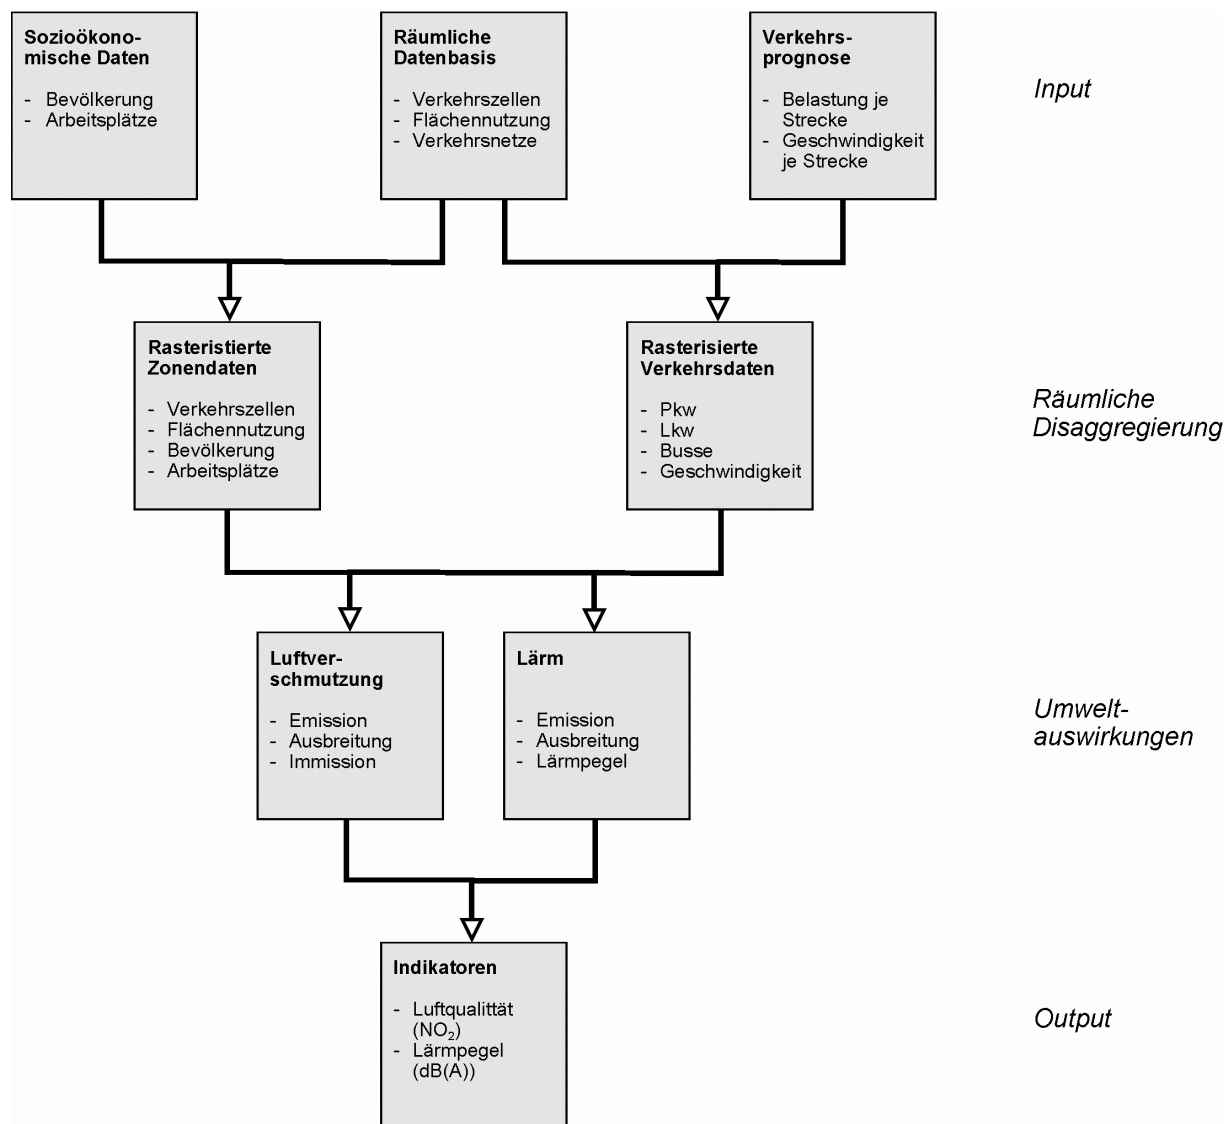 Sozioökono-
mische Daten
- Bevölkerung
- Arbeitsplätze
Räumliche
Datenbasis
- Verkehrszellen
- Flächennutzung
- Verkehrsnetze
Verkehrs-
prognose
- Belastung je
Strecke
- Geschwindigkeit
je Strecke
Input
Rasteristierte
Zonendaten
- Verkehrszellen
- Flächennutzung
- Bevölkerung
- Arbeitsplätze
Rasterisierte
Verkehrsdaten
- Pkw
- Lkw
- Busse
- Geschwindigkeit
Räumliche
Disaggregierung
Luftver-
schmutzung
- Emission
- Ausbreitung
- Immission
Lärm
- Emission
- Ausbreitung
- Lärmpegel
Umwelt-
auswirkungen
Indikatoren
- Luftqualittät
(NO₂)
- Lärmpegel
(dB(A))
Output